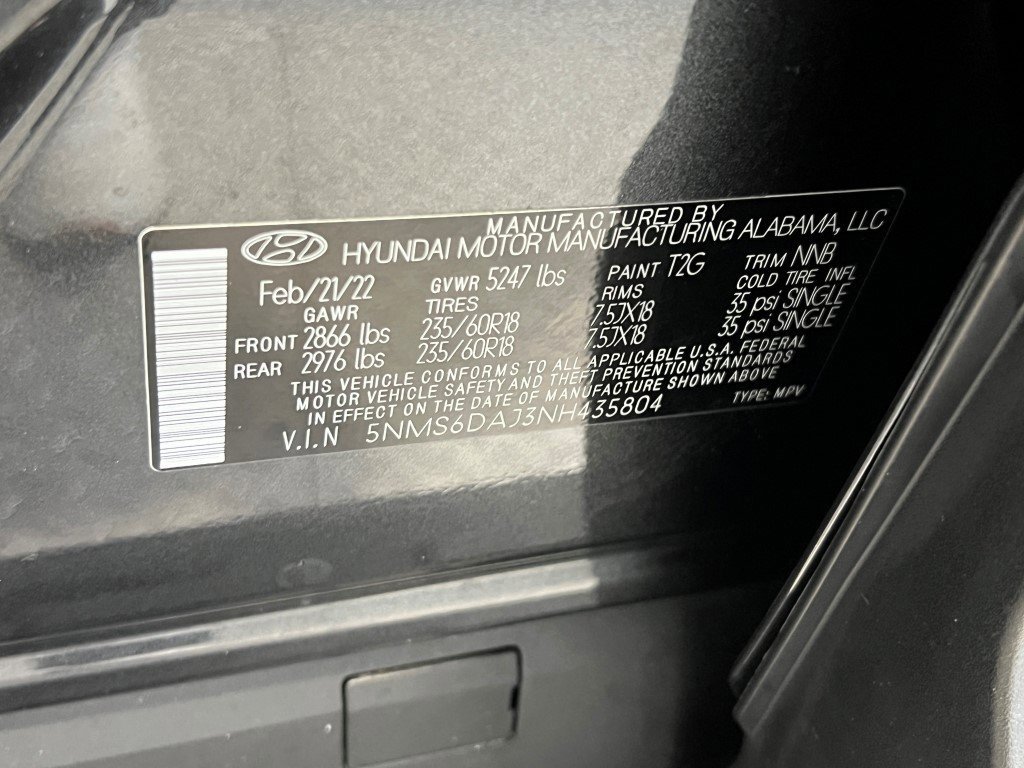 MANUFACTURED BY
HYUNDAI MOTOR MANUFACTURING ALABAMA, LLC
Feb/21/22 GVWR 5247 lbs PAINT T2G TRIM NNB
GAWR TIRES RIMS COLD TIRE INFL
FRONT 2866 lbs 235/60R18 7.5JX18 35 psi SINGLE
REAR 2976 lbs 235/60R18 7.5JX18 35 psi SINGLE
THIS VEHICLE CONFORMS TO ALL APPLICABLE U.S.A. FEDERAL
MOTOR VEHICLE SAFETY AND THEFT PREVENTION STANDARDS
IN EFFECT ON THE DATE OF MANUFACTURE SHOWN ABOVE
V.I.N 5NMS6DAJ3NH435804 TYPE: MPV